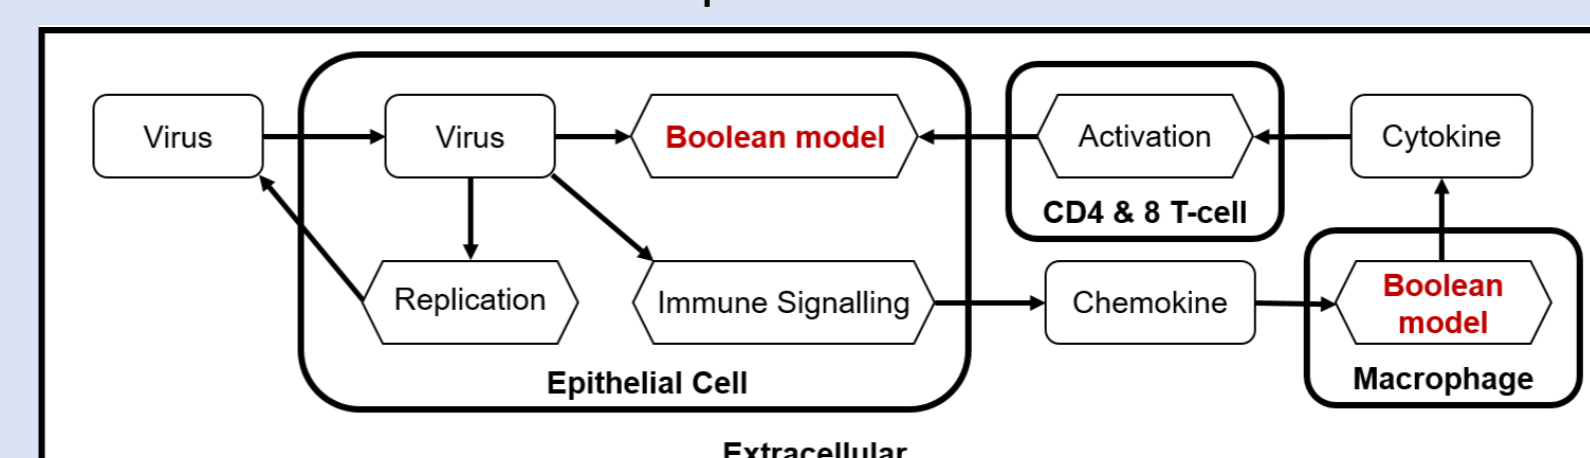 Virus
Virus
Boolean model
Activation
Cytokine
CD4 & 8 T-cell
Replication
Immune Signalling
Chemokine
Boolean
model
Epithelial Cell
Macrophage
Extracellular